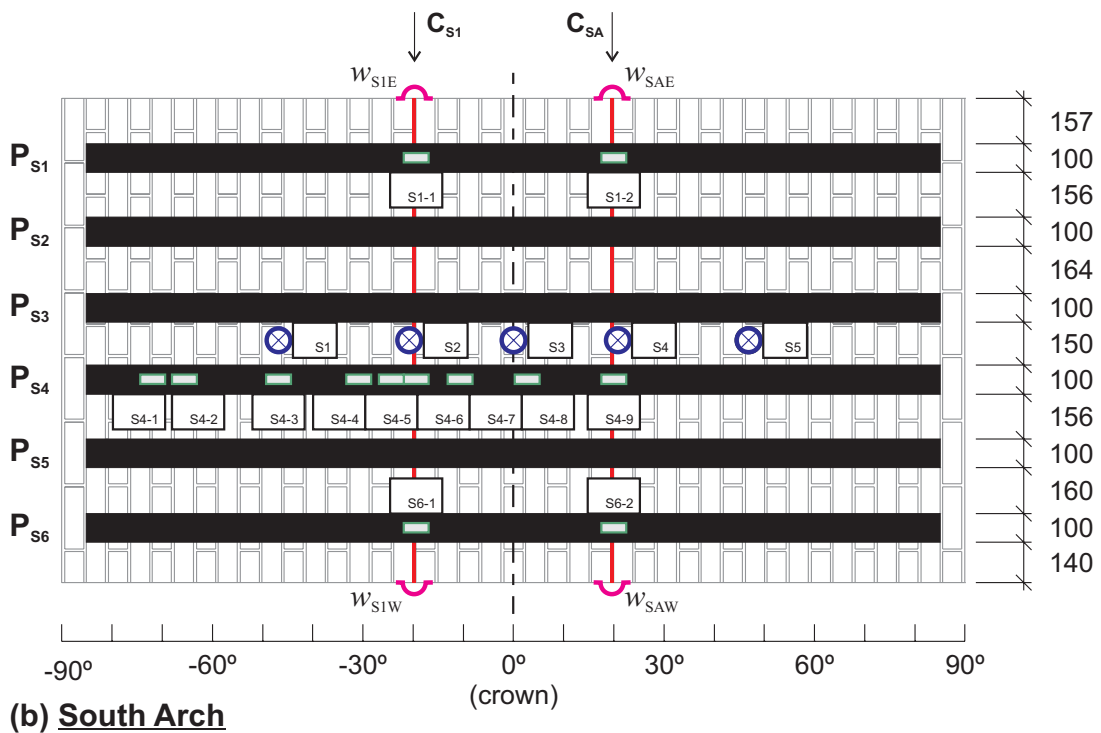 C_S1 C_SA
w_S1E w_SAE
157
P_S1 100
S1-1 S1-2 156
P_S2 100
164
P_S3 100
S1 S2 S3 S4 S5 150
P_S4 100
S4-1 S4-2 S4-3 S4-4 S4-5 S4-6 S4-7 S4-8 S4-9 156
P_S5 100
S6-1 S6-2 160
P_S6 100
140
w_S1W w_SAW
-90º -60º -30º 0º 30º 60º 90º
(crown)
(b) South Arch